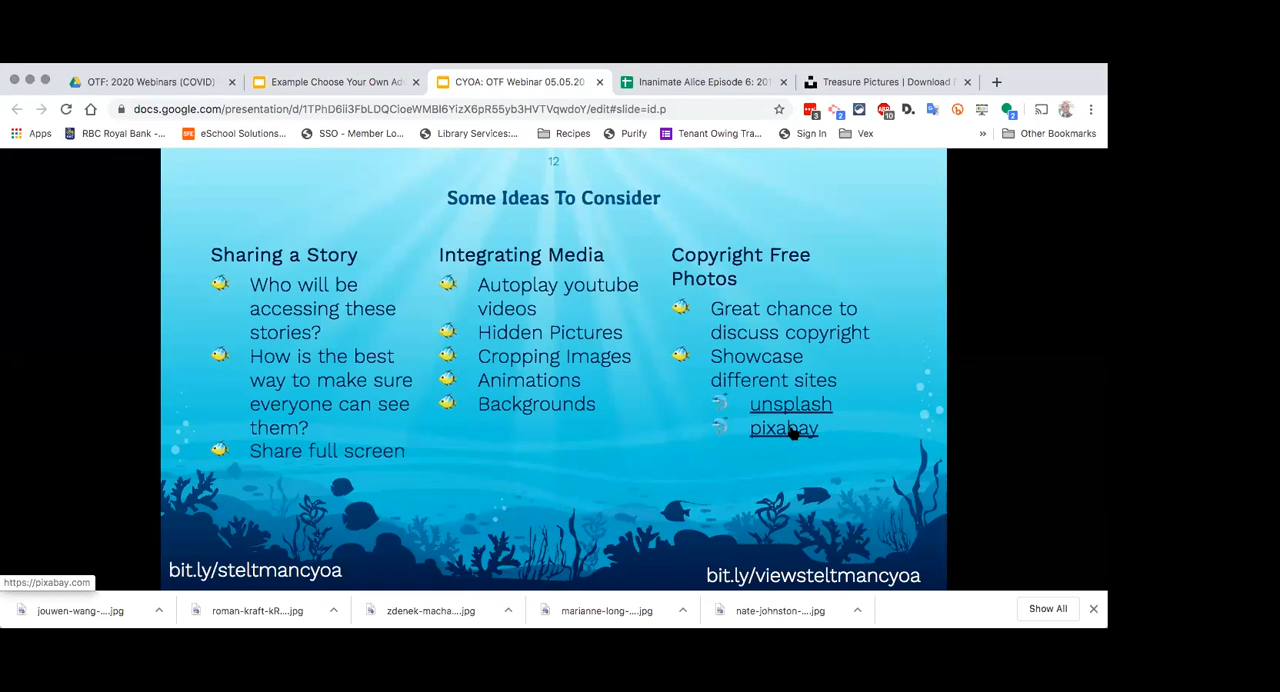 OTF: 2020 Webinars (COVID)
Example Choose Your Own Ad
CYOA: OTF Webinar 05.05.20
Inanimate Alice Episode 6: 201
Treasure Pictures | Download F
docs.google.com/presentation/d/1TPhD6ii3FbLDQCioeWMBI6YizX6pR55yb3HVTVqwdoY/edit#slide=id.p
Apps
RBC Royal Bank -...
eSchool Solutions...
SSO - Member Lo...
Library Services:...
Recipes
Purify
Tenant Owing Tra...
Sign In
Vex
»
Other Bookmarks
12
Some Ideas To Consider
Sharing a Story
Who will be
accessing these
stories?
How is the best
way to make sure
everyone can see
them?
Share full screen
Integrating Media
Autoplay youtube
videos
Hidden Pictures
Cropping Images
Animations
Backgrounds
Copyright Free
Photos
Great chance to
discuss copyright
Showcase
different sites
unsplash
pixabay
bit.ly/steltmancyoa
bit.ly/viewsteltmancyoa
https://pixabay.com
jouwen-wang-....jpg
roman-kraft-kR....jpg
zdenek-macha....jpg
marianne-long-....jpg
nate-johnston-....jpg
Show All